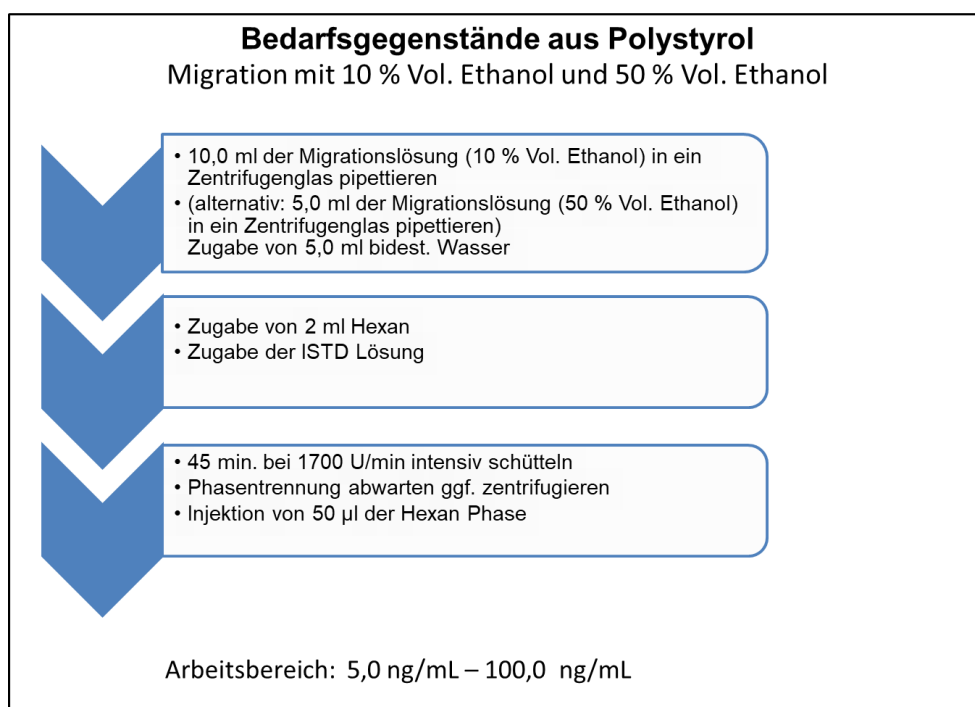 Bedarfsgegenstände aus Polystyrol
Migration mit 10 % Vol. Ethanol und 50 % Vol. Ethanol
• 10,0 ml der Migrationslösung (10 % Vol. Ethanol) in ein
Zentrifugenglas pipettieren
• (alternativ: 5,0 ml der Migrationslösung (50 % Vol. Ethanol)
in ein Zentrifugenglas pipettieren)
Zugabe von 5,0 ml bidest. Wasser
• Zugabe von 2 ml Hexan
• Zugabe der ISTD Lösung
• 45 min. bei 1700 U/min intensiv schütteln
• Phasentrennung abwarten ggf. zentrifugieren
• Injektion von 50 µl der Hexan Phase
Arbeitsbereich: 5,0 ng/mL – 100,0 ng/mL